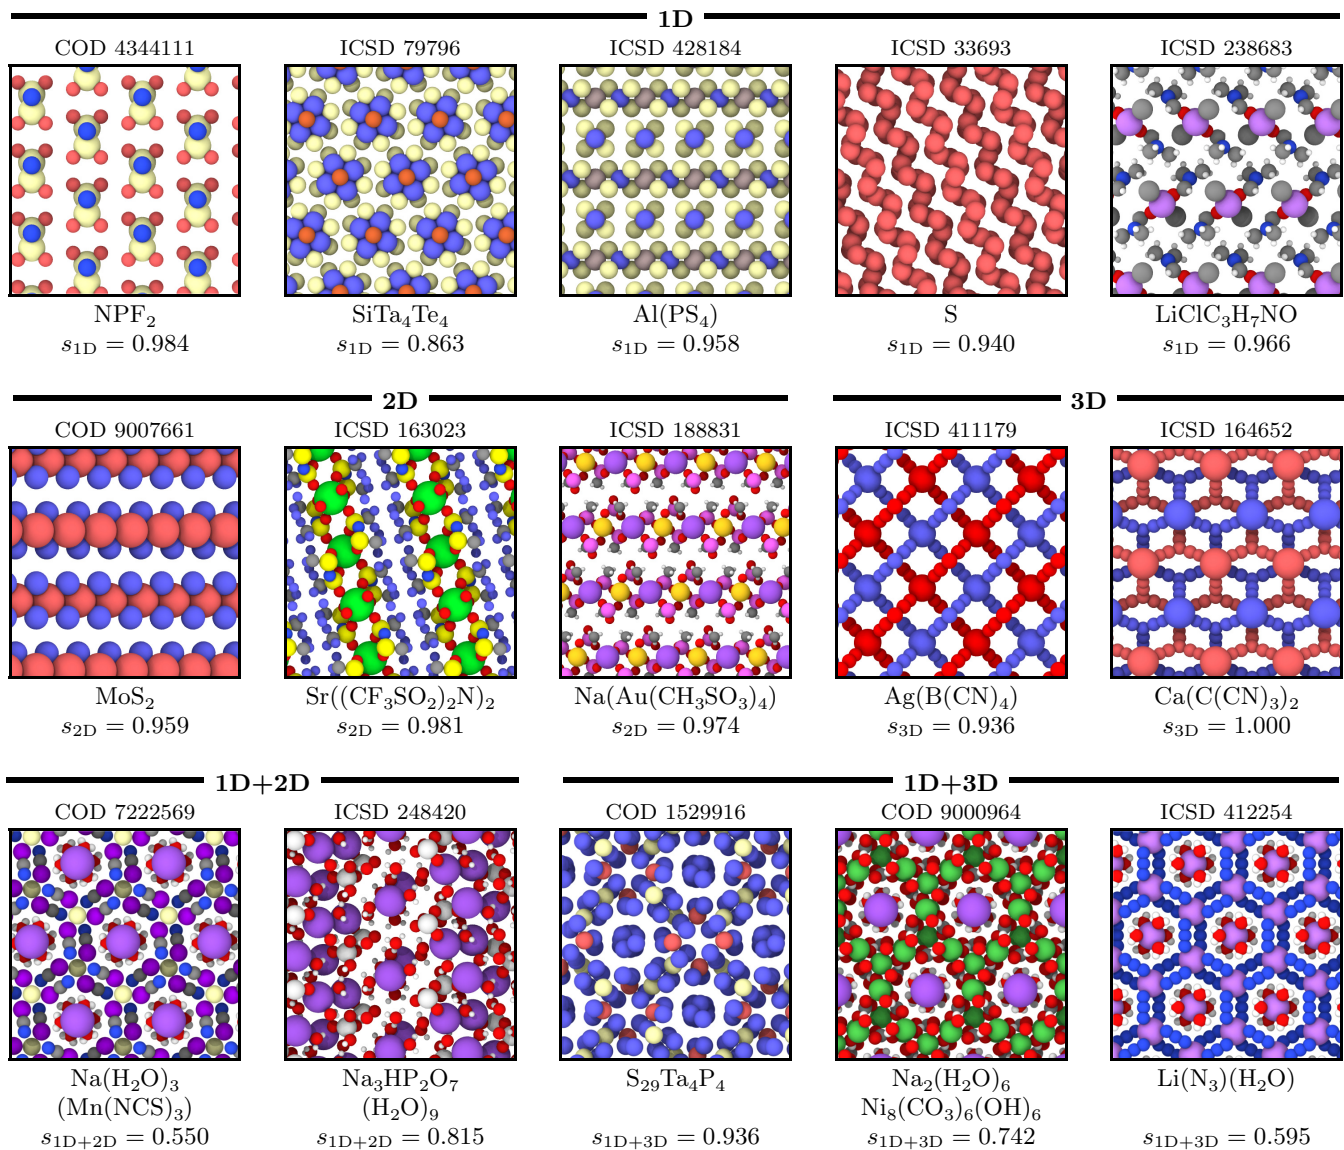 1D
COD 4344111 ICSD 79796 ICSD 428184 ICSD 33693 ICSD 238683
NPF₂ SiTa₄Te₄ Al(PS₄) S LiClC₃H₇NO
s₁D = 0.984 s₁D = 0.863 s₁D = 0.958 s₁D = 0.940 s₁D = 0.966
2D 3D
COD 9007661 ICSD 163023 ICSD 188831 ICSD 411179 ICSD 164652
MoS₂ Sr((CF₃SO₂)₂N)₂ Na(Au(CH₃SO₃)₄) Ag(B(CN)₄) Ca(C(CN)₃)₂
s₂D = 0.959 s₂D = 0.981 s₂D = 0.974 s₃D = 0.936 s₃D = 1.000
1D+2D 1D+3D
COD 7222569 ICSD 248420 COD 1529916 COD 9000964 ICSD 412254
Na(H₂O)₃ Na₃HP₂O₇ S₂₉Ta₄P₄ Na₂(H₂O)₆ Li(N₃)(H₂O)
(Mn(NCS)₃) (H₂O)₉ Ni₈(CO₃)₆(OH)₆
s₁D+₂D = 0.550 s₁D+₂D = 0.815 s₁D+₃D = 0.936 s₁D+₃D = 0.742 s₁D+₃D = 0.595